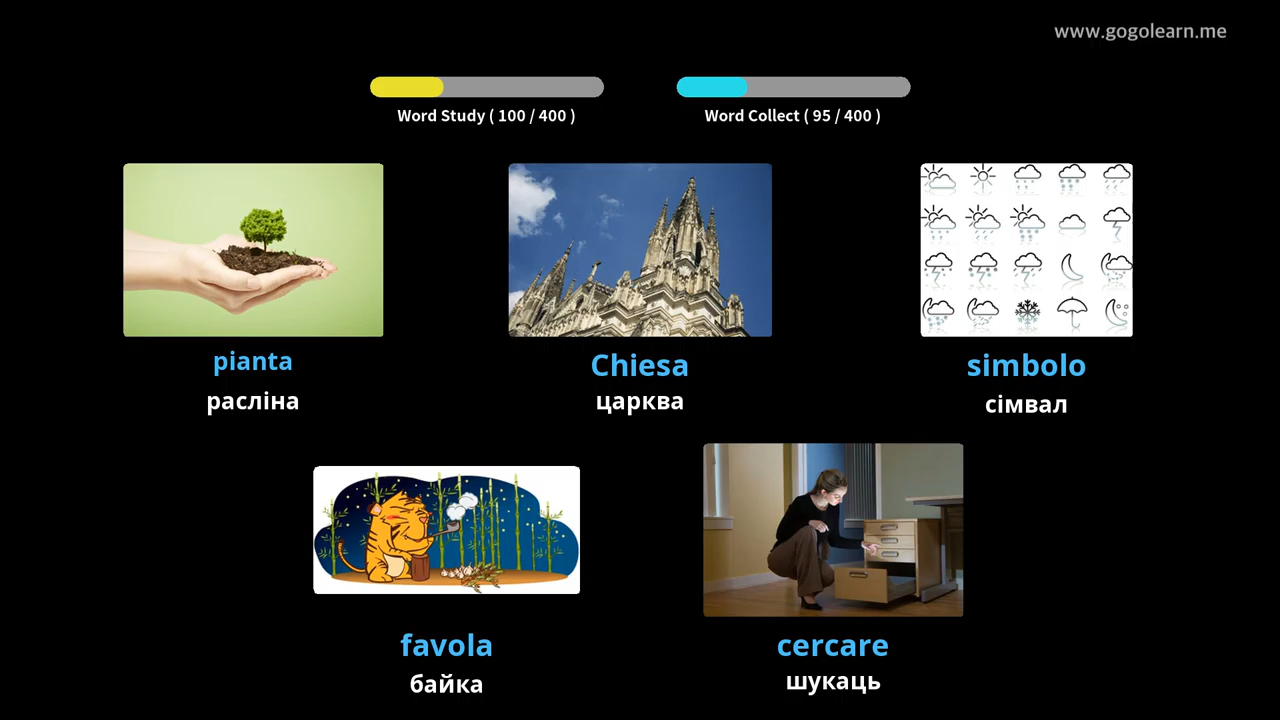 www.gogolearn.me
Word Study ( 100 / 400 )
Word Collect ( 95 / 400 )
pianta
расліна
Chiesa
царква
simbolo
сімвал
favola
байка
cercare
шукаць